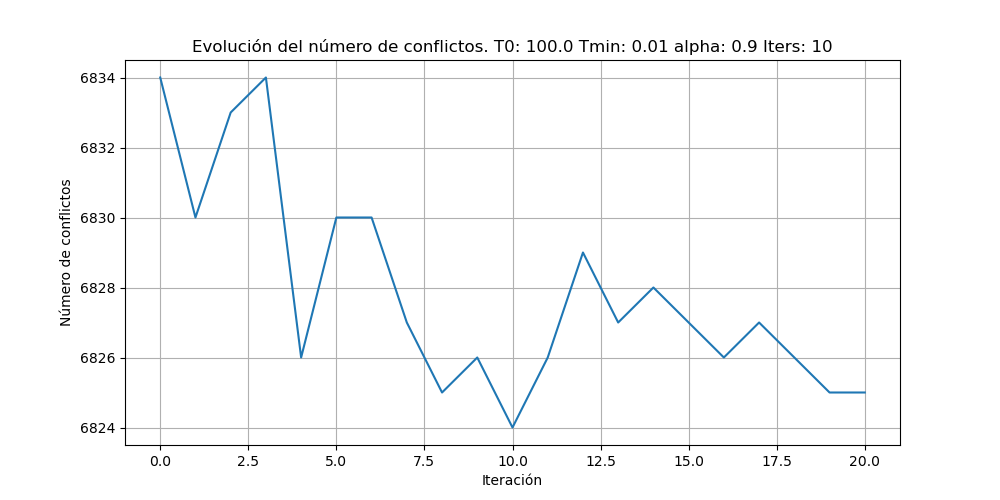 Evolución del número de conflictos. T0: 100.0 Tmin: 0.01 alpha: 0.9 Iters: 10
Número de conflictos
6834
6832
6830
6828
6826
6824
0.0 2.5 5.0 7.5 10.0 12.5 15.0 17.5 20.0
Iteración